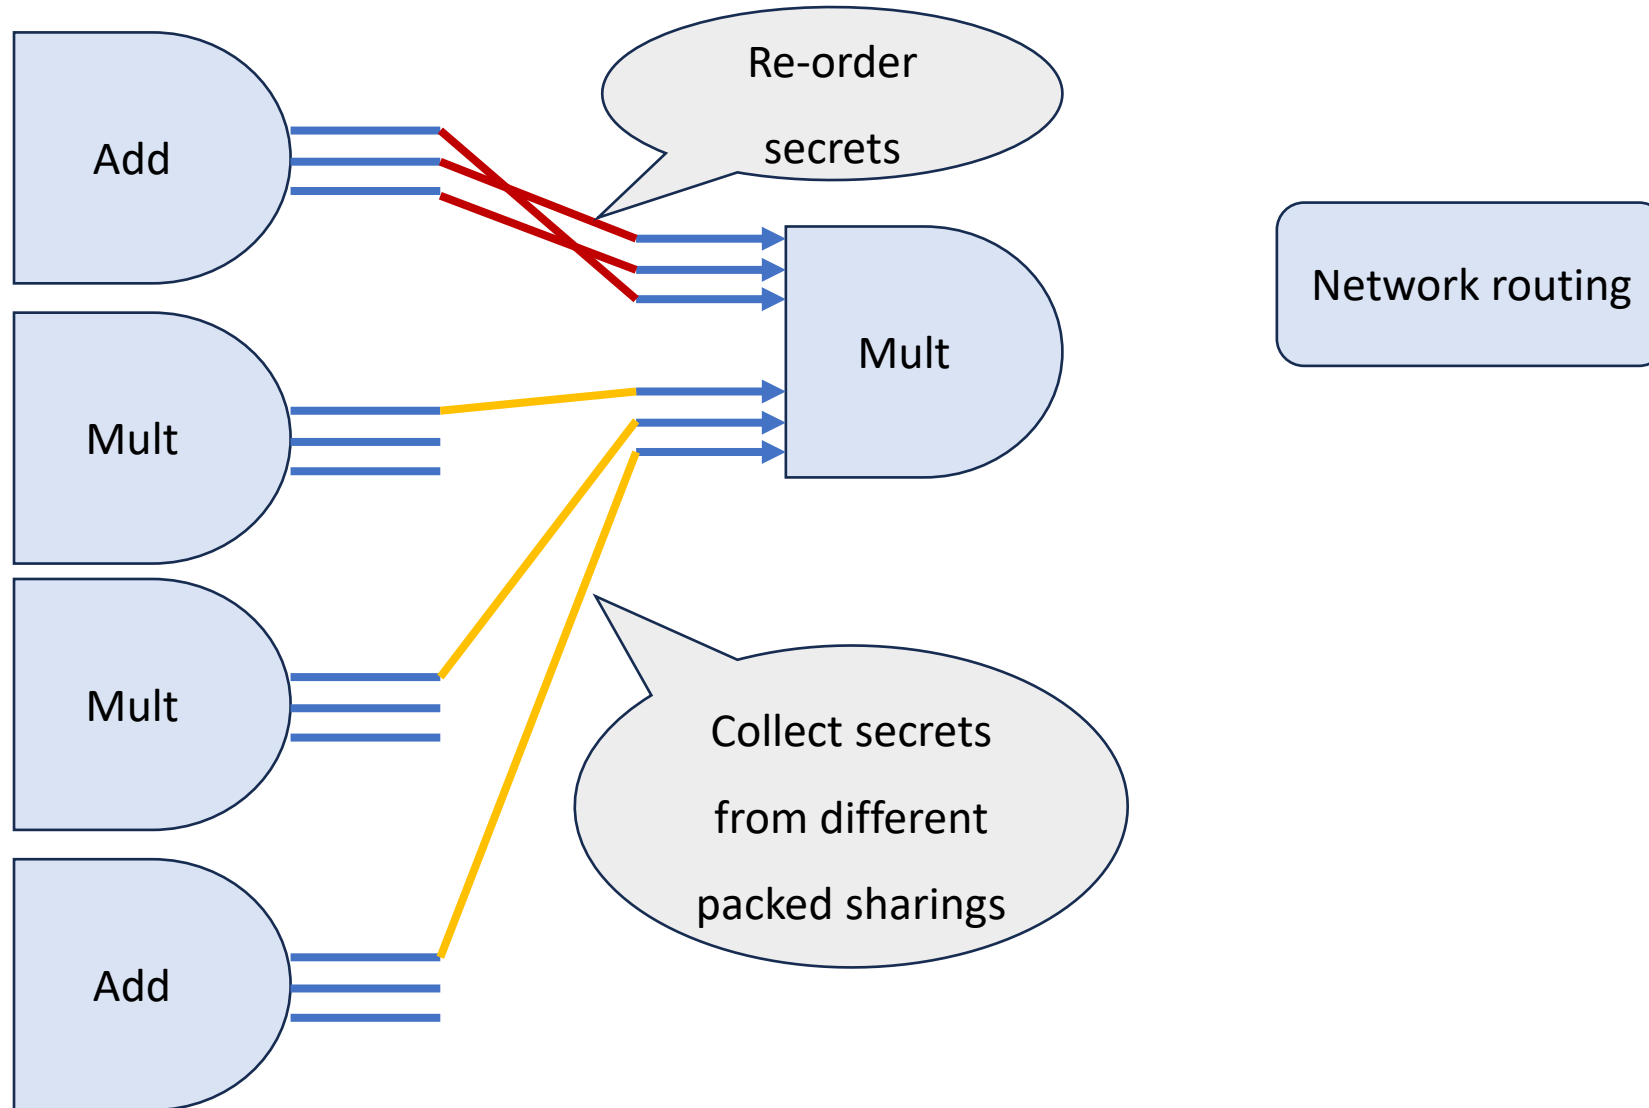 Re-order
secrets
Add
Mult
Network routing
Mult
Mult
Collect secrets
from different
packed sharings
Add